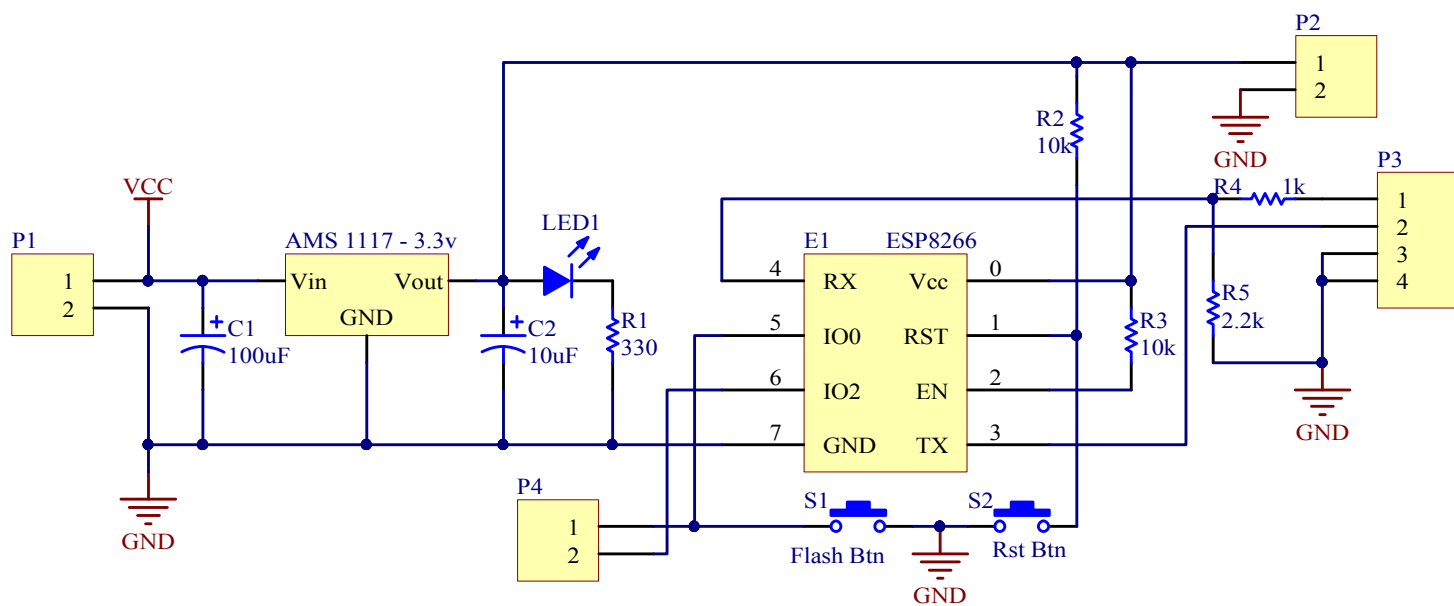 P2
1
2
GND
R2
10k
P3
R4 1k
1
2
3
4
VCC
LED1
P1
1
2
AMS 1117 - 3.3v
Vin Vout
GND
E1 ESP8266
4 RX Vcc 0
5 IO0 RST 1
6 IO2 EN 2
7 GND TX 3
R5
2.2k
R3
10k
+
C1
100uF
+
C2
10uF
R1
330
GND
GND
P4
1
2
S1
Flash Btn
S2
Rst Btn
GND